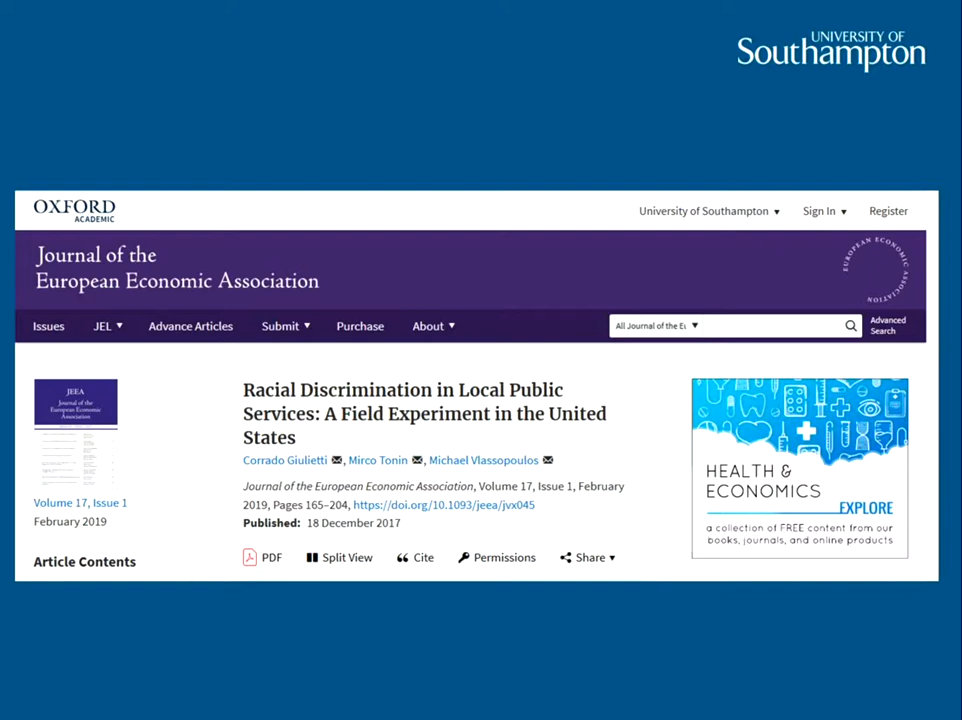 UNIVERSITY OF
Southampton
OXFORD
ACADEMIC
University of Southampton
Sign In
Register
Journal of the
European Economic Association
EUROPEAN ECONOMIC ASSOCIATION
Issues
JEL
Advance Articles
Submit
Purchase
About
All Journal of the Eu
Advanced
Search
JEEA
Journal of the
European Economic
Association
Volume 17, Issue 1
February 2019
Article Contents
Racial Discrimination in Local Public
Services: A Field Experiment in the United
States
Corrado Giulietti , Mirco Tonin , Michael Vlassopoulos
Journal of the European Economic Association, Volume 17, Issue 1, February
2019, Pages 165–204, https://doi.org/10.1093/jeea/jvx045
Published: 18 December 2017
PDF
Split View
Cite
Permissions
Share
HEALTH &
ECONOMICS
EXPLORE
a collection of FREE content from our
books, journals, and online products